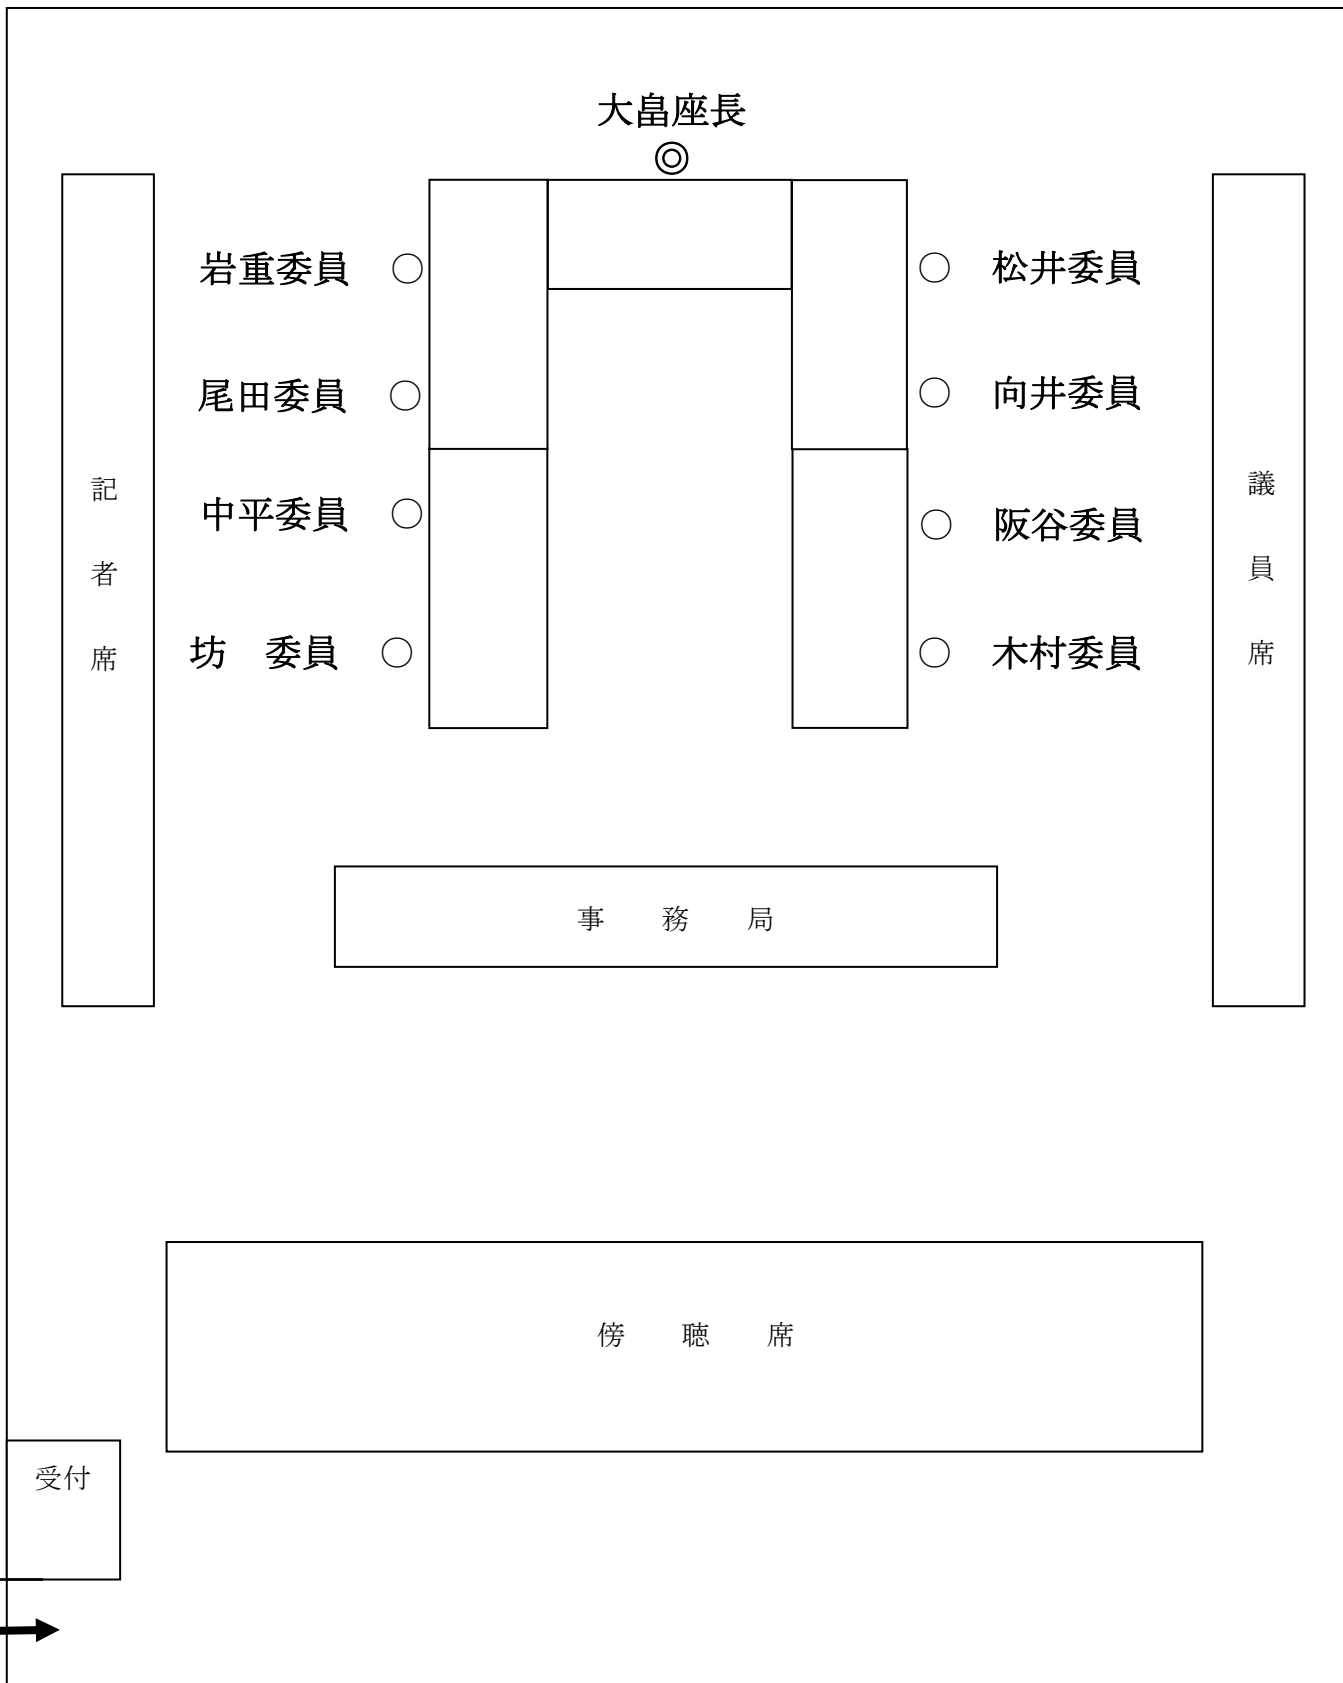 大畠座長
◎
岩重委員 ○
○ 松井委員
尾田委員 ○
○ 向井委員
中平委員 ○
○ 阪谷委員
坊　委員 ○
○ 木村委員
記者席
議員席
事　務　局
傍　聴　席
受付